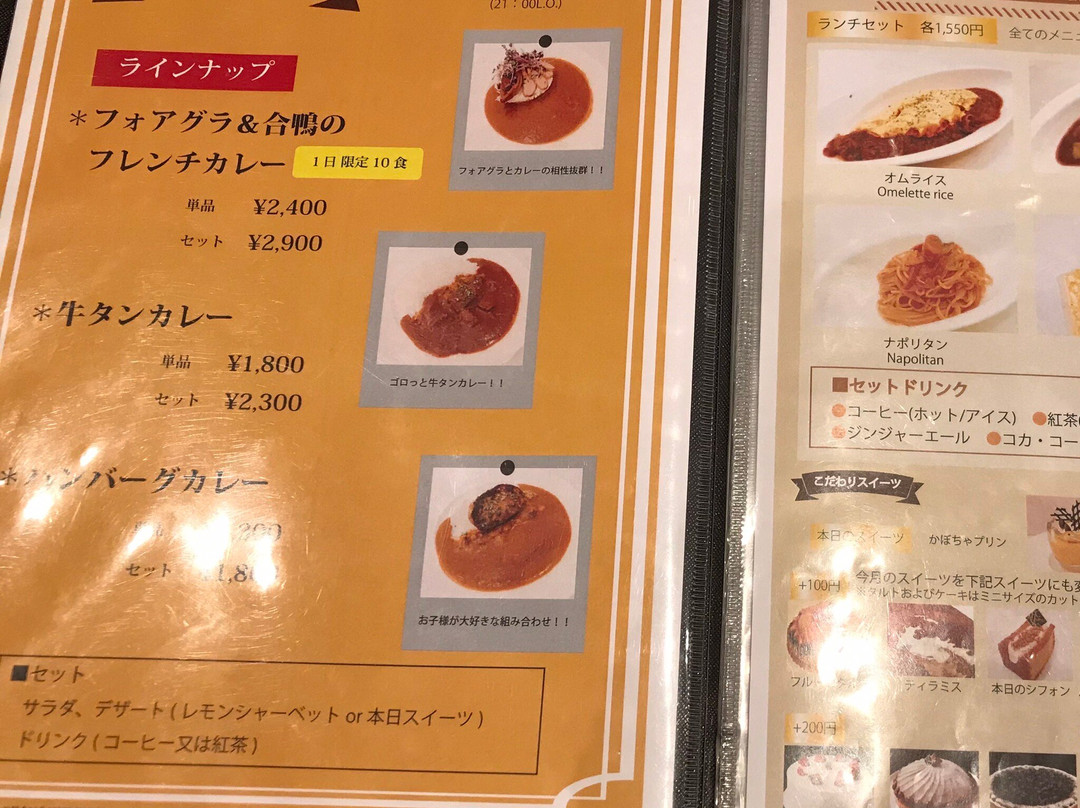 (21：00L.O.)
ラインナップ
＊フォアグラ＆合鴨の
フレンチカレー 1日限定10食
単品 ¥2,400
セット ¥2,900
フォアグラとカレーの相性抜群！！
＊牛タンカレー
単品 ¥1,800
セット ¥2,300
ゴロっと牛タンカレー！！
＊ハンバーグカレー
セット
お子様が大好きな組み合わせ！！
■セット
サラダ、デザート(レモンシャーベット or 本日スイーツ)
ドリンク(コーヒー又は紅茶)
ランチセット 各1,550円
全てのメニュ
オムライス
Omelette rice
ナポリタン
Napolitan
■セットドリンク
●コーヒー(ホット/アイス) ●紅茶(
●ジンジャーエール ●コカ・コー
こだわりスイーツ
本日のスイーツ かぼちゃプリン
+100円 今月のスイーツを下記スイーツにも変
※タルトおよびケーキはミニサイズのカット
ティラミス
本日のシフォン
+200円